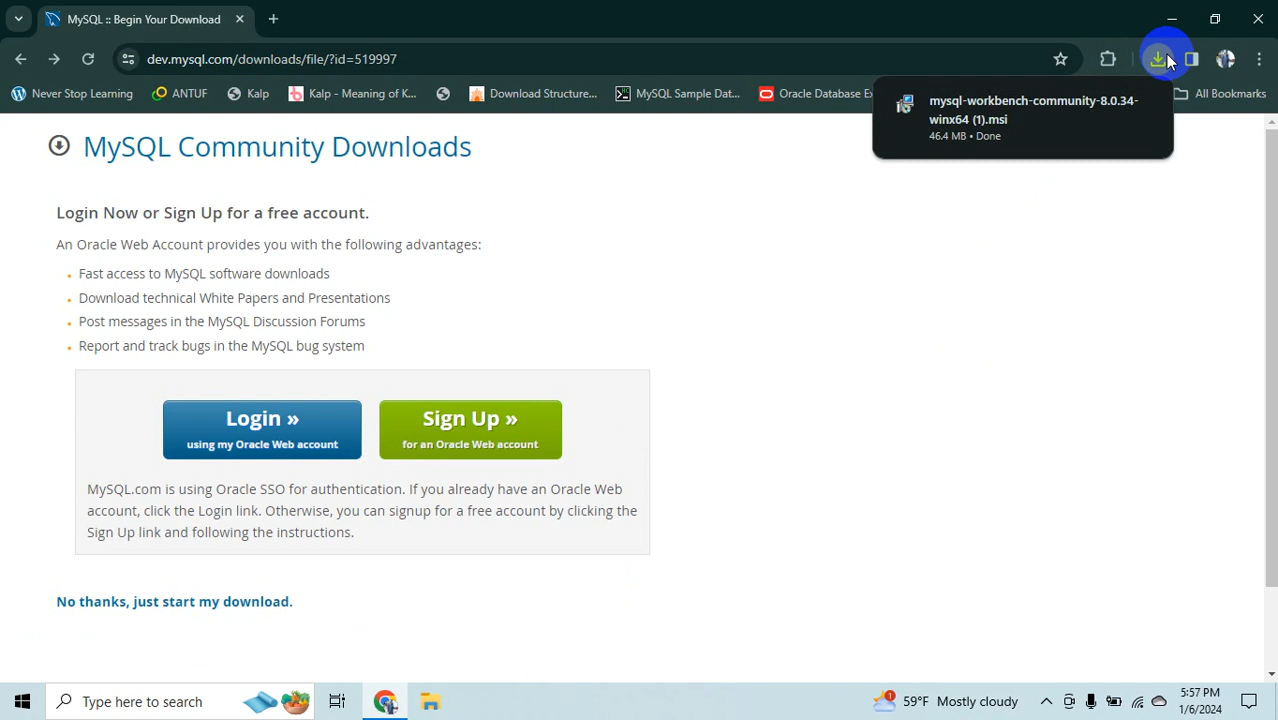 MySQL :: Begin Your Download
dev.mysql.com/downloads/file/?id=519997
Never Stop Learning
ANTUF
Kalp
Kalp - Meaning of K...
Download Structure...
MySQL Sample Dat...
Oracle Database Ex
All Bookmarks
mysql-workbench-community-8.0.34-
winx64 (1).msi
46.4 MB • Done
MySQL Community Downloads
Login Now or Sign Up for a free account.
An Oracle Web Account provides you with the following advantages:
Fast access to MySQL software downloads
Download technical White Papers and Presentations
Post messages in the MySQL Discussion Forums
Report and track bugs in the MySQL bug system
Login »
using my Oracle Web account
Sign Up »
for an Oracle Web account
MySQL.com is using Oracle SSO for authentication. If you already have an Oracle Web
account, click the Login link. Otherwise, you can signup for a free account by clicking the
Sign Up link and following the instructions.
No thanks, just start my download.
Type here to search
1
59°F Mostly cloudy
5:57 PM
1/6/2024